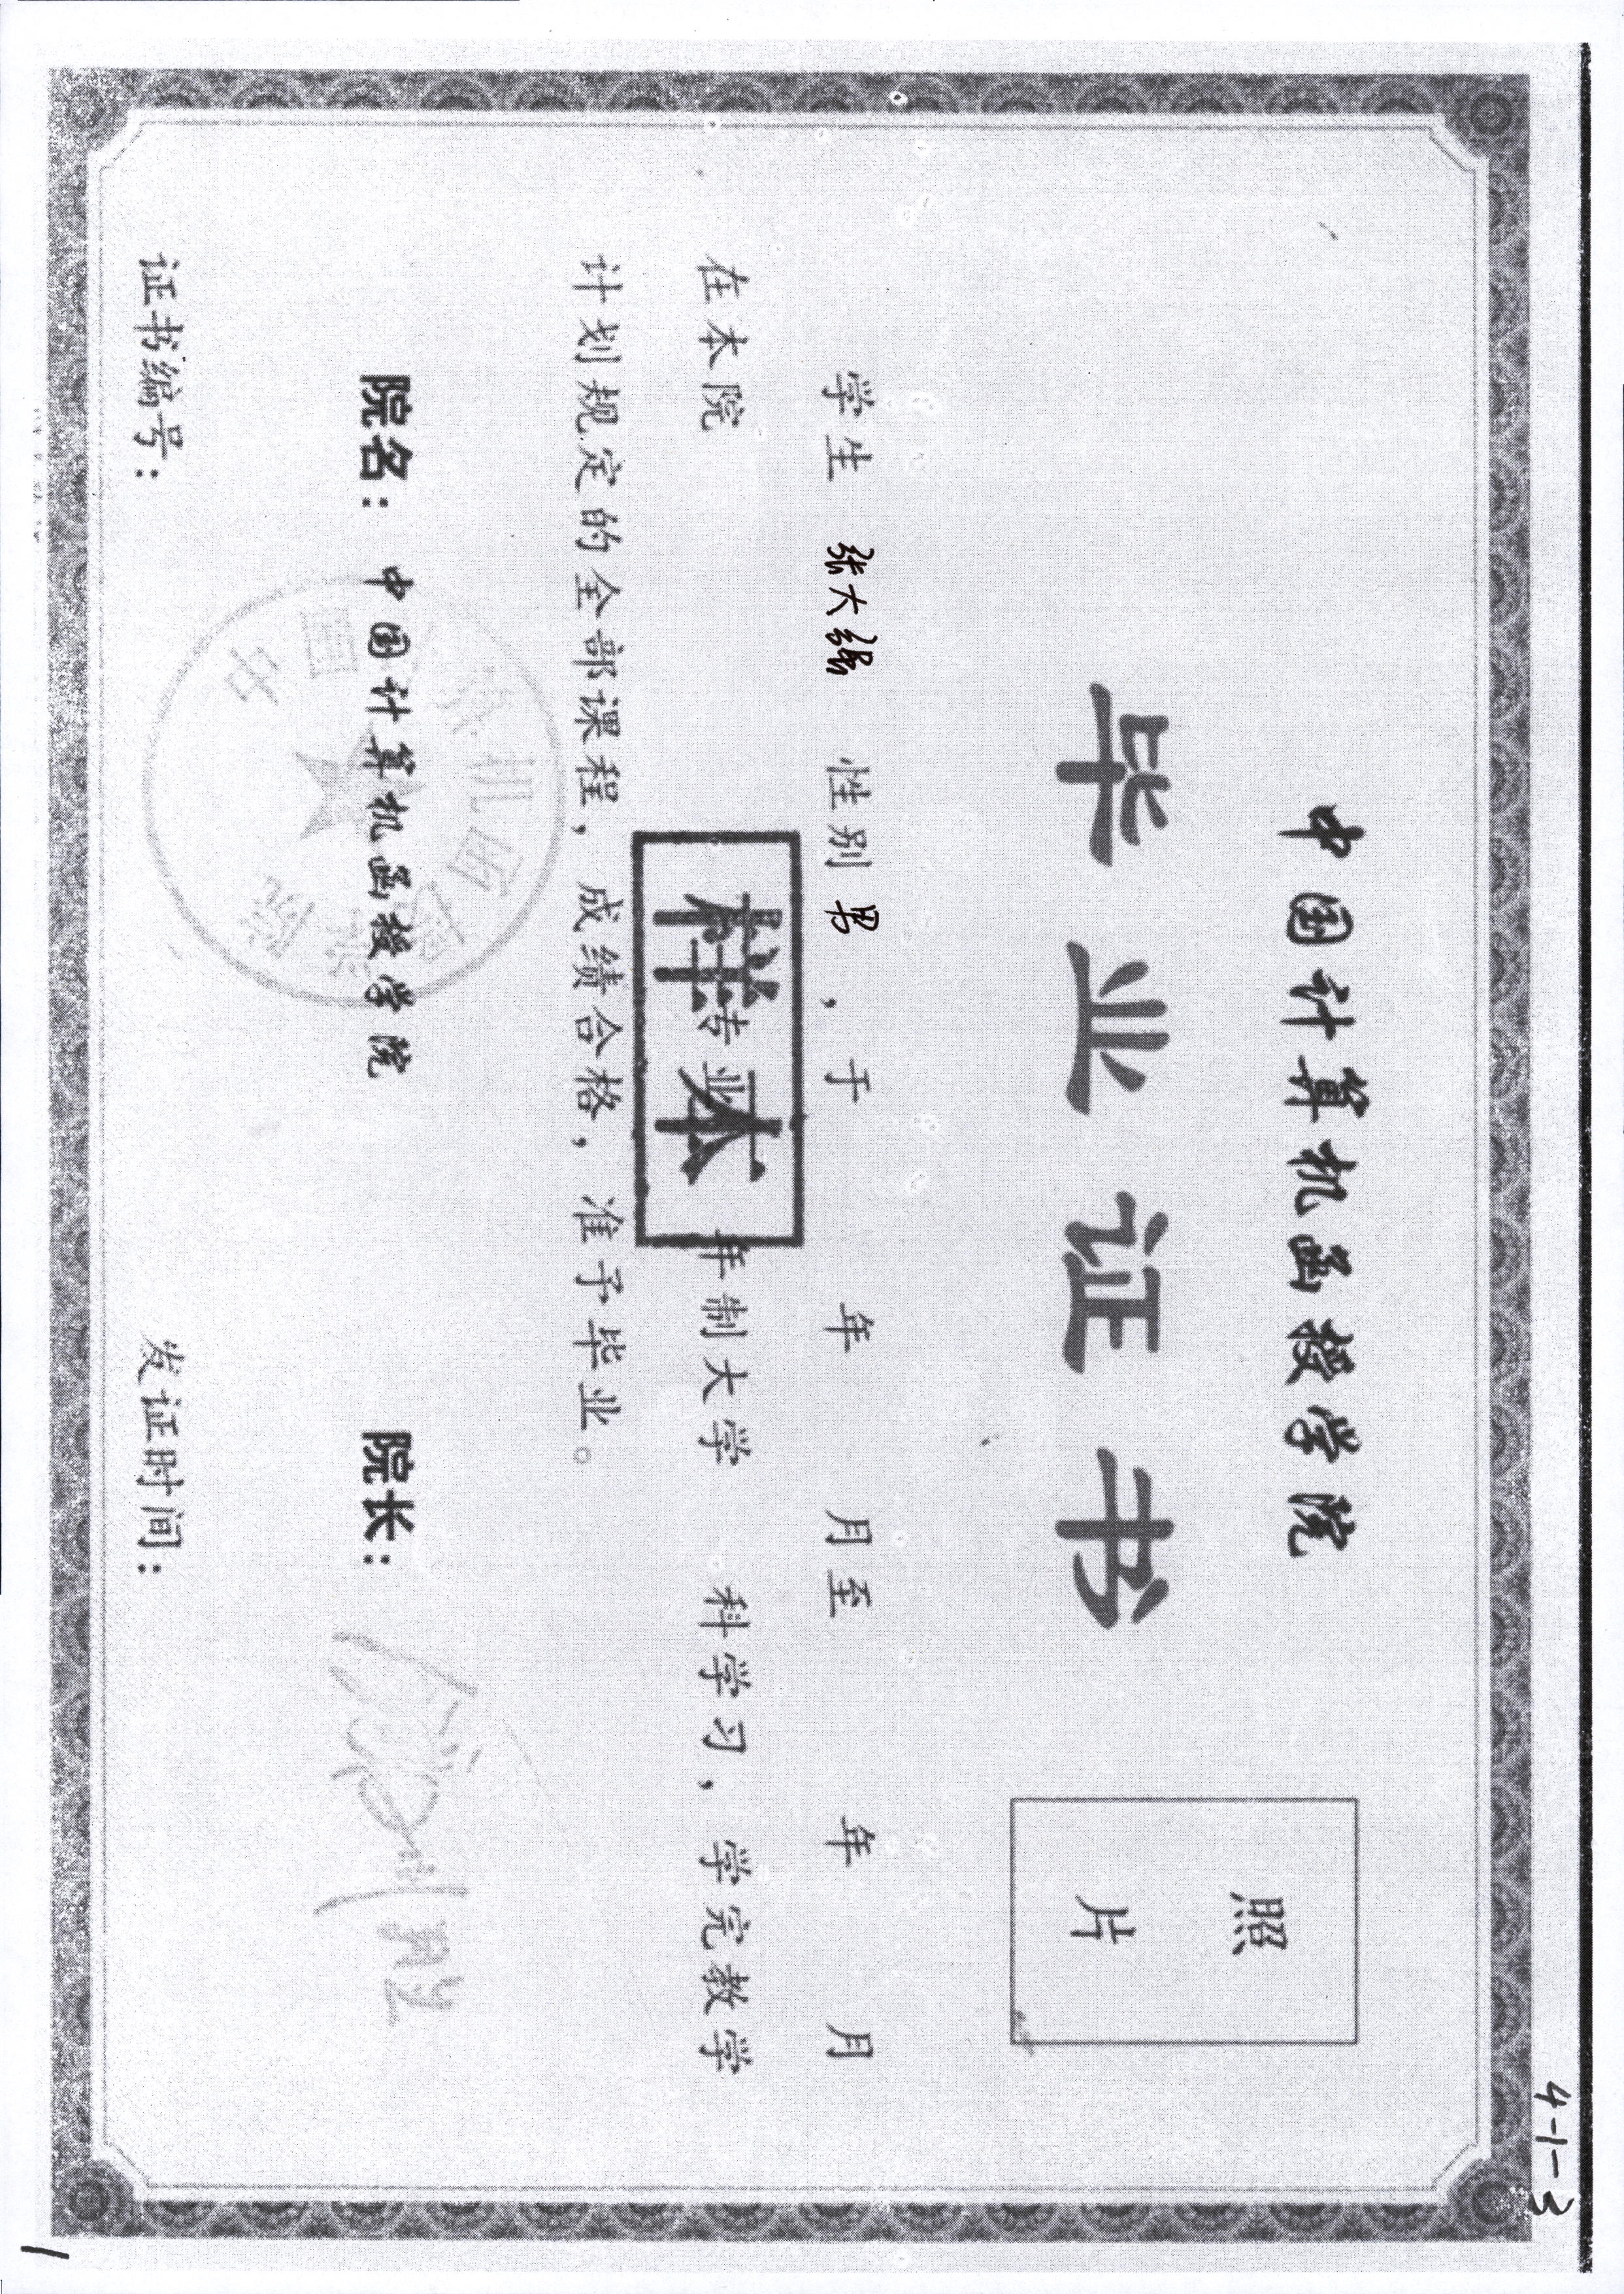 4-1-3
中国计算机函授学院
照片
毕业证书
学生 张大强 性别 男 ，于 年 月至 年 月
样本
在本院 专业 年制大学 科学习，学完教学
计划规定的全部课程，成绩合格，准予毕业。
中国计算机函授学院
院名：中国计算机函授学院 院长：
证书编号： 发证时间：
1